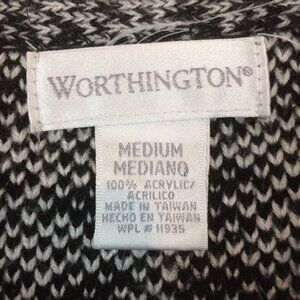 WORTHINGTON®
MEDIUM
MEDIANO
100% ACRYLIC/
ACRILICO
MADE IN TAIWAN
HECHO EN TAIWAN
WPL # 11935